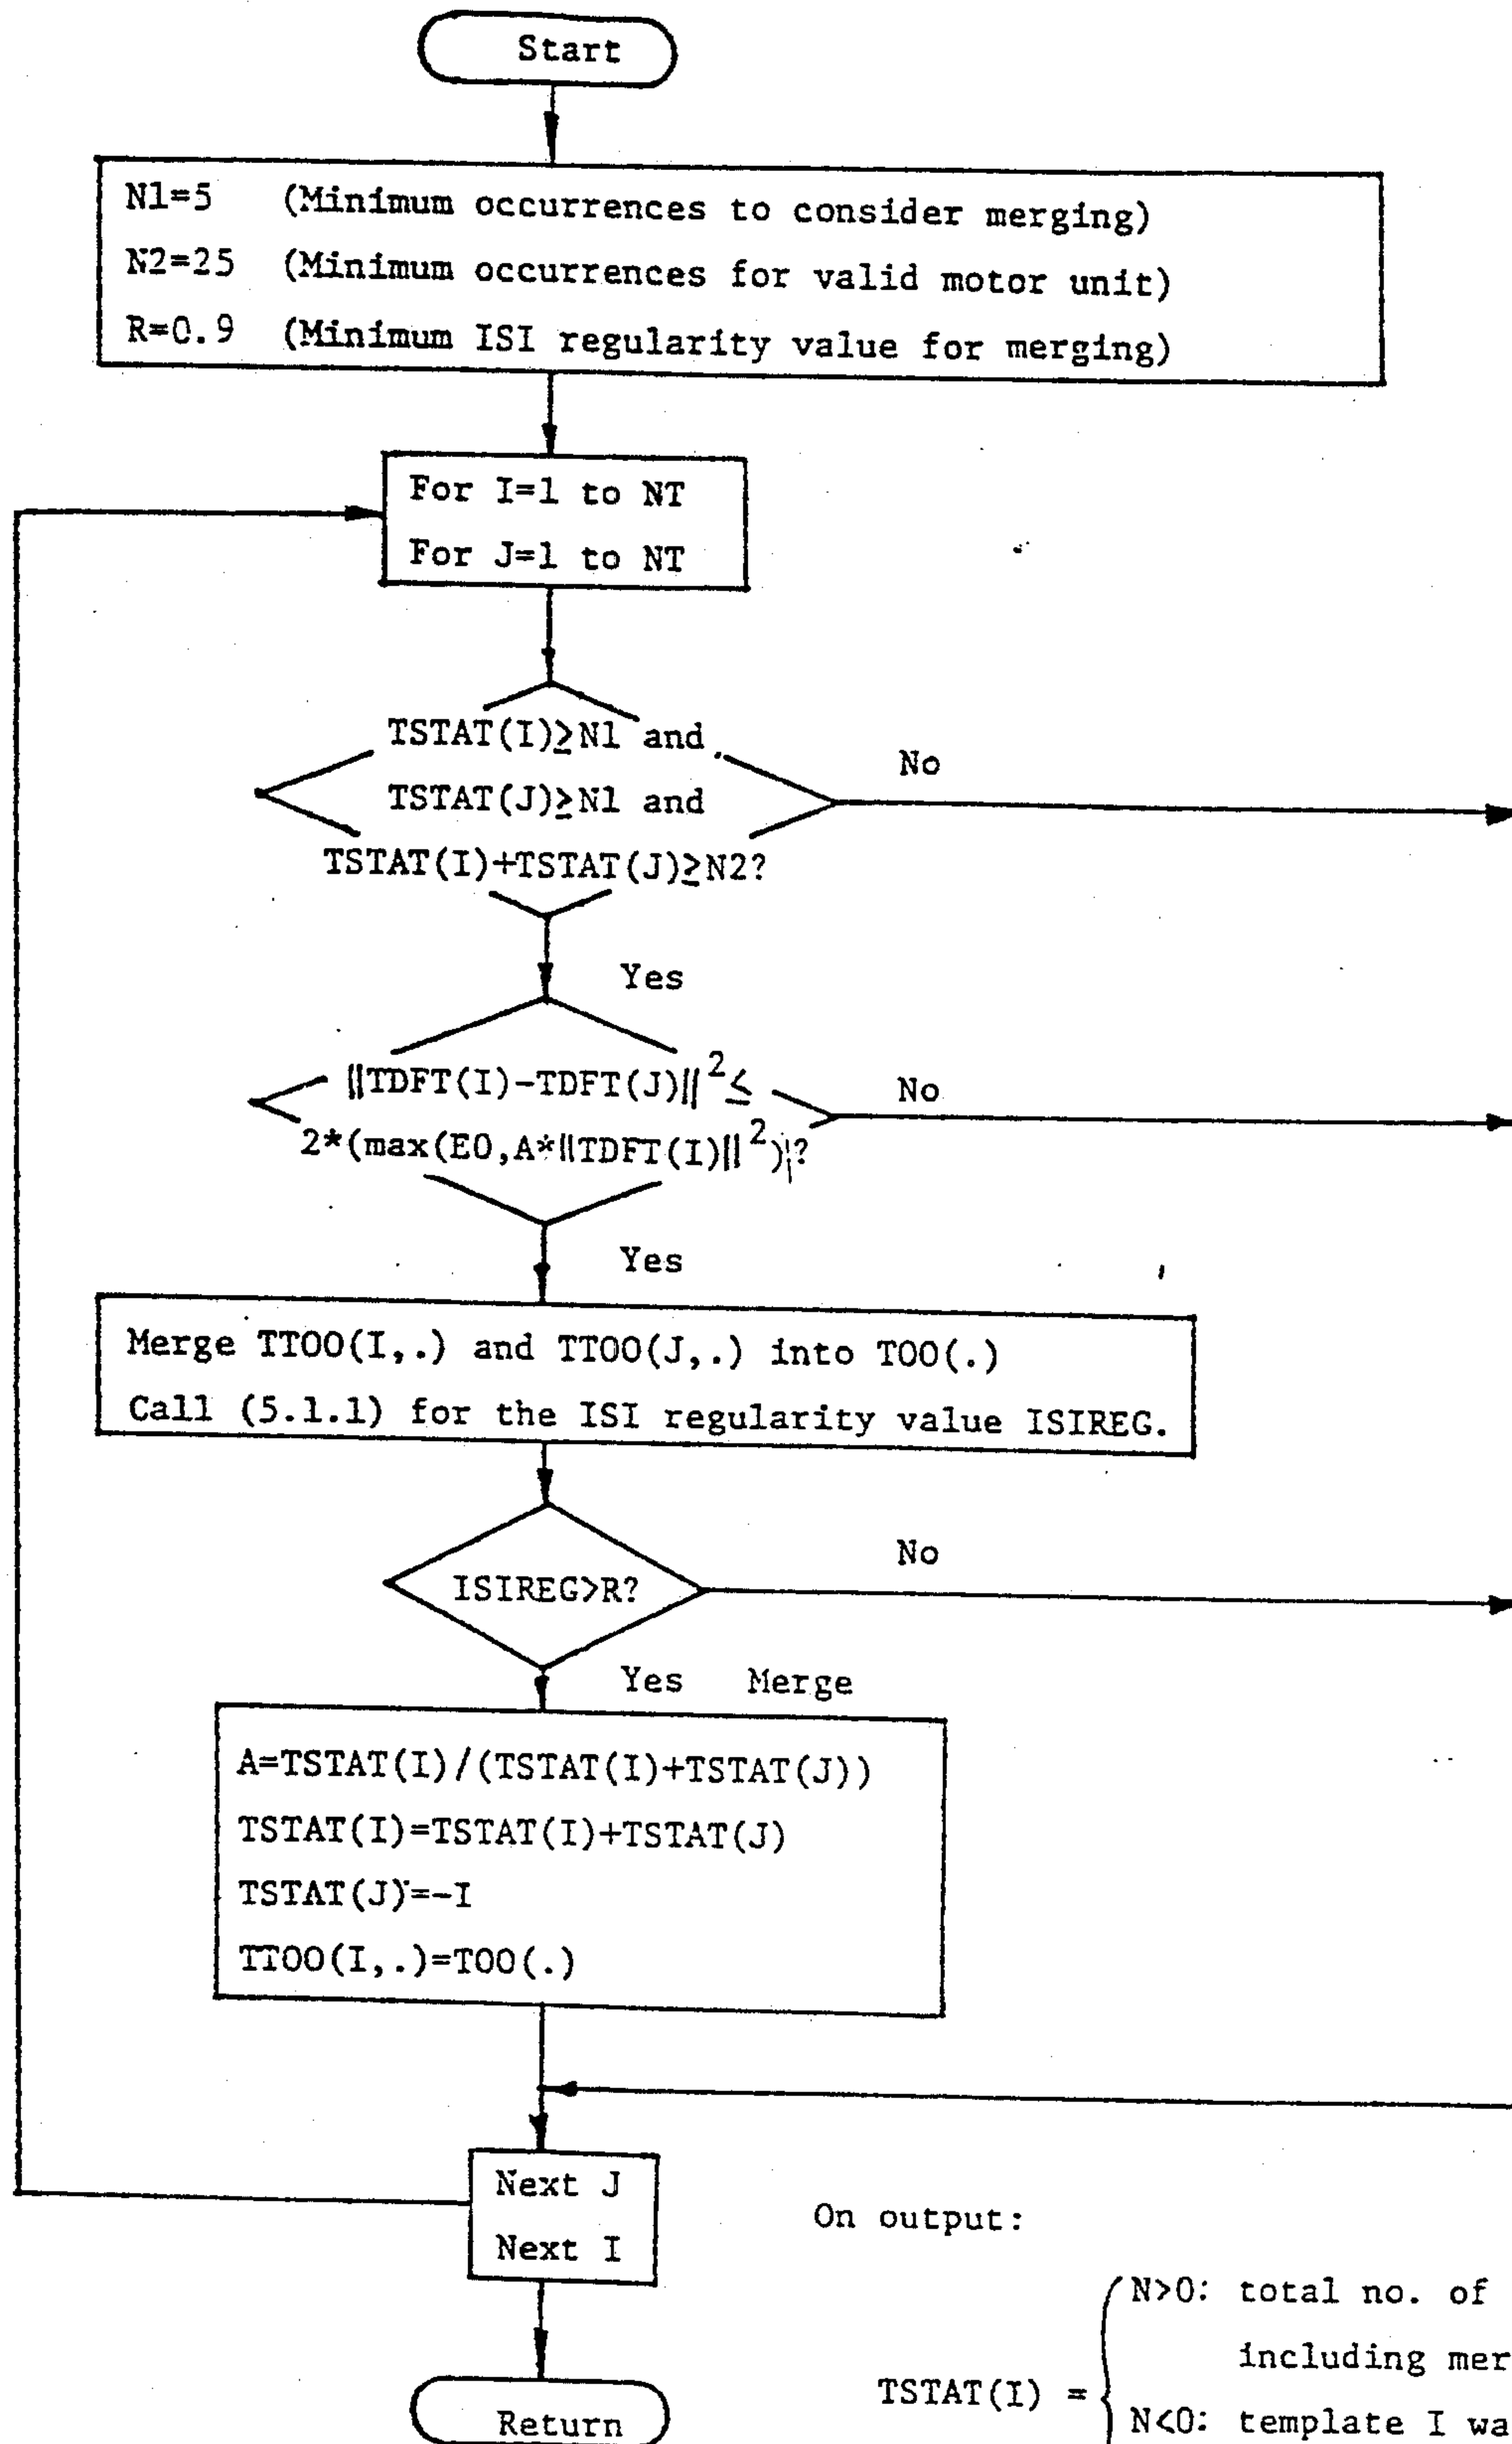 Start
N1=5 (Minimum occurrences to consider merging)
N2=25 (Minimum occurrences for valid motor unit)
R=0.9 (Minimum ISI regularity value for merging)
For I=1 to NT
For J=1 to NT
TSTAT(I)≥N1 and
TSTAT(J)≥N1 and
TSTAT(I)+TSTAT(J)≥N2?
No
Yes
||TDFT(I)-TDFT(J)||²≤
2*(max(E0,A*||TDFT(I)||²)?
No
Yes
Merge TTOO(I,.) and TTOO(J,.) into TOO(.)
Call (5.1.1) for the ISI regularity value ISIREG.
ISIREG>R?
No
Yes Merge
A=TSTAT(I)/(TSTAT(I)+TSTAT(J))
TSTAT(I)=TSTAT(I)+TSTAT(J)
TSTAT(J)=-I
TTOO(I,.)=TOO(.)
Next J
Next I
On output:
Return
TSTAT(I) =
N>0: total no. of
including mer
N<0: template I wa